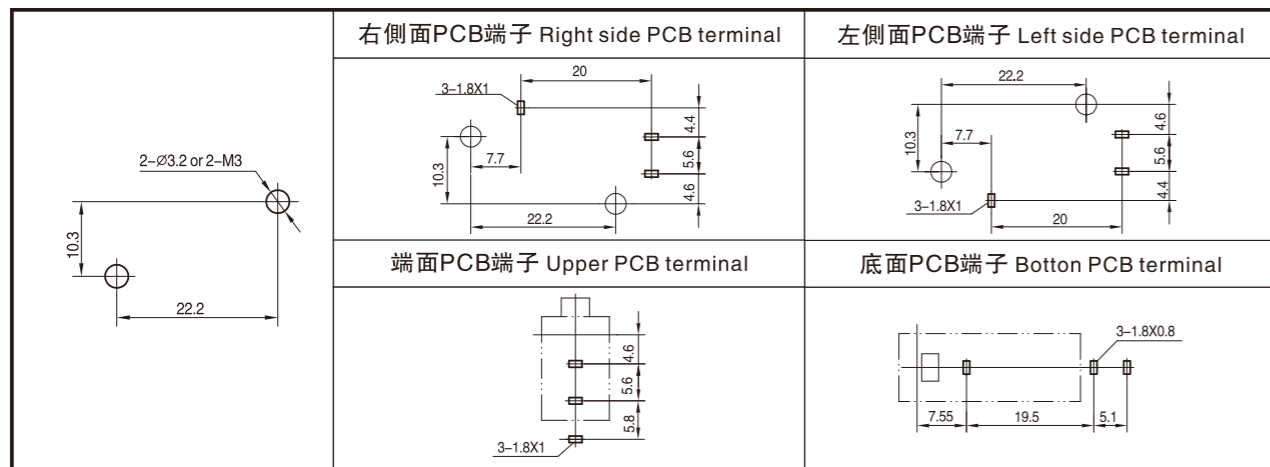 2-Ø3.2 or 2-M3
10.3
22.2
右側面PCB端子 Right side PCB terminal
20
3-1.8X1
4.4
7.7
5.6
10.3
4.6
22.2
左側面PCB端子 Left side PCB terminal
22.2
4.6
10.3
7.7
5.6
3-1.8X1
4.4
20
端面PCB端子 Upper PCB terminal
4.6
5.6
5.8
3-1.8X1
底面PCB端子 Botton PCB terminal
3-1.8X0.8
7.55
19.5
5.1